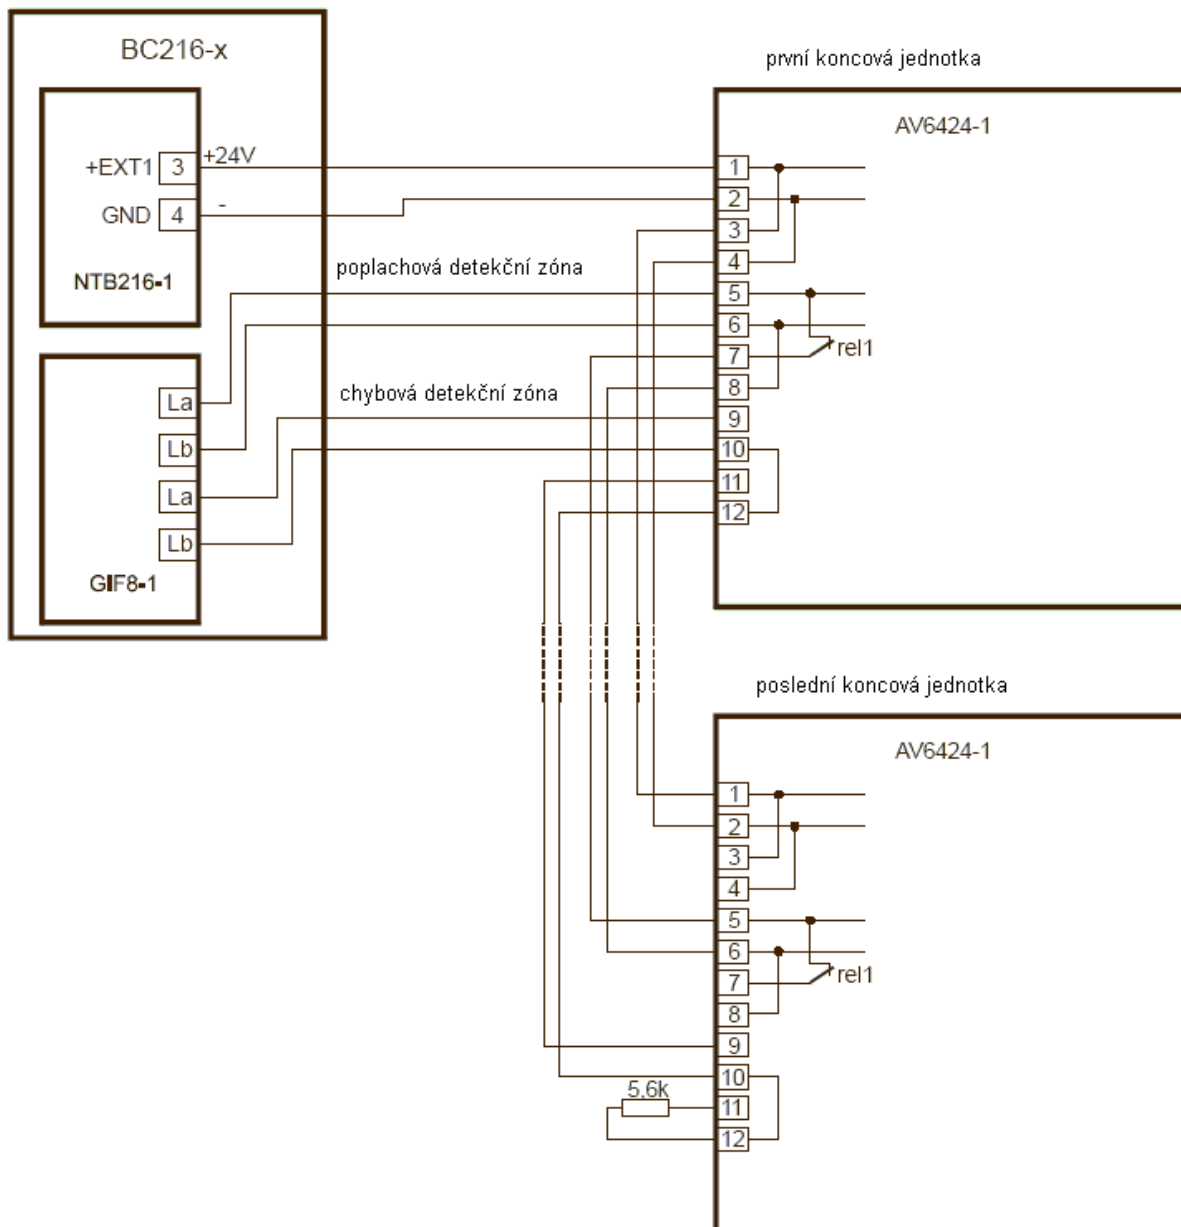 BC216-x
+EXT1 3 +24V
GND 4 -
NTB216-1
poplachová detekční zóna
chybová detekční zóna
La
Lb
La
Lb
GIF8-1
první koncová jednotka
AV6424-1
1
2
3
4
5
6
7 rel1
8
9
10
11
12
poslední koncová jednotka
AV6424-1
1
2
3
4
5
6
7 rel1
8
9
10
5,6k
11
12